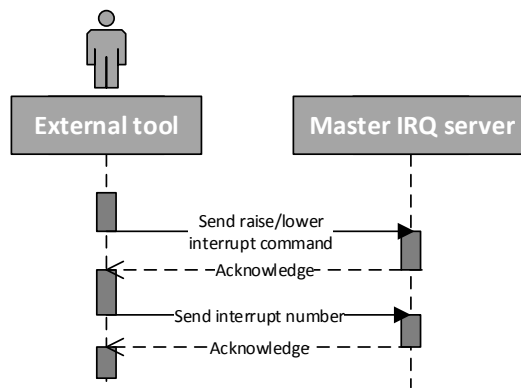 External tool
Master IRQ server
Send raise/lower
interrupt command
Acknowledge
Send interrupt number
Acknowledge